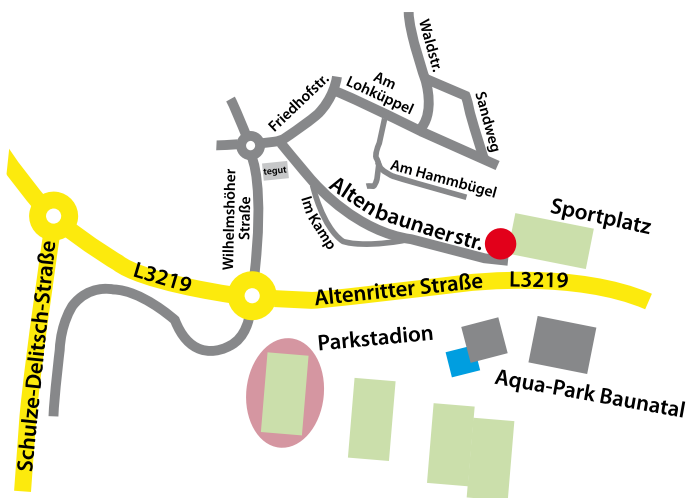 Waldstr.
Am
Lohküppel
Friedhofstr.
Sandweg
tegut
Am Hammbügel
Wilhelmshöher
Straße
Im Kamp
Altenbaunaerstr.
Sportplatz
L3219
Altenritter Straße
L3219
Schulze-Delitsch-Straße
Parkstadion
Aqua-Park Baunatal